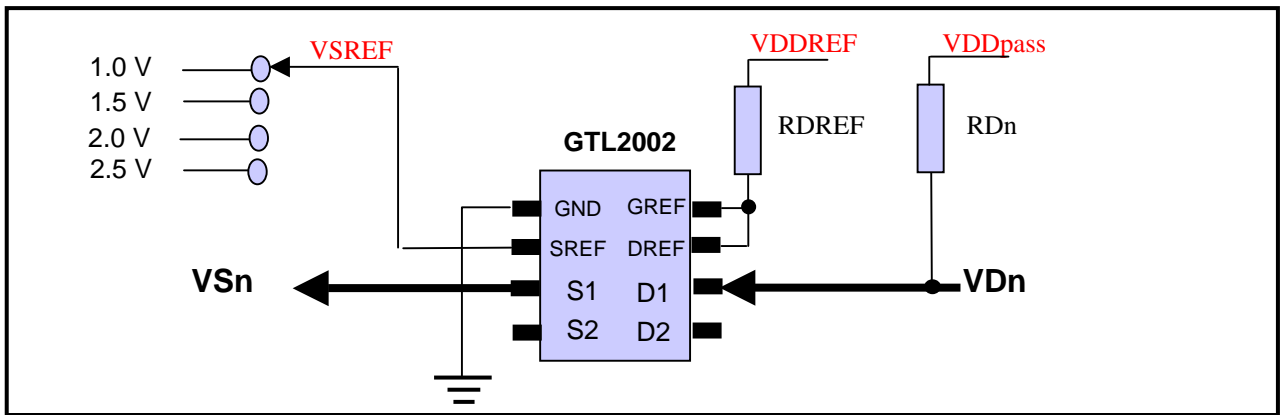 VSREF
VDDREF
VDDpass
1.0 V
1.5 V
2.0 V
2.5 V
RDREF
RDn
GTL2002
GND
GREF
SREF
DREF
VSn
S1
D1
VDn
S2
D2